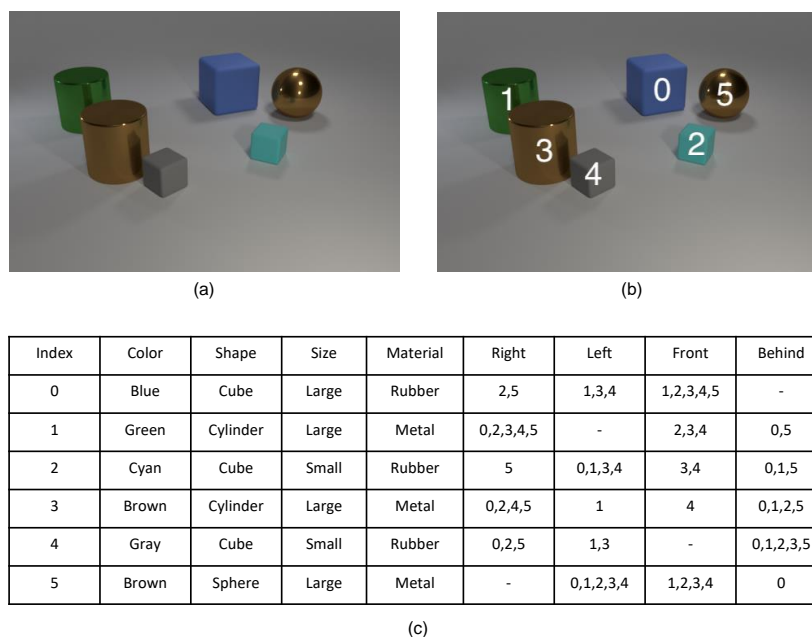 1
0
5
3
4
2
(a)
(b)
Index Color Shape Size Material Right Left Front Behind
0 Blue Cube Large Rubber 2,5 1,3,4 1,2,3,4,5 -
1 Green Cylinder Large Metal 0,2,3,4,5 - 2,3,4 0,5
2 Cyan Cube Small Rubber 5 0,1,3,4 3,4 0,1,5
3 Brown Cylinder Large Metal 0,2,4,5 1 4 0,1,2,5
4 Gray Cube Small Rubber 0,2,5 1,3 - 0,1,2,3,5
5 Brown Sphere Large Metal - 0,1,2,3,4 1,2,3,4 0
(c)